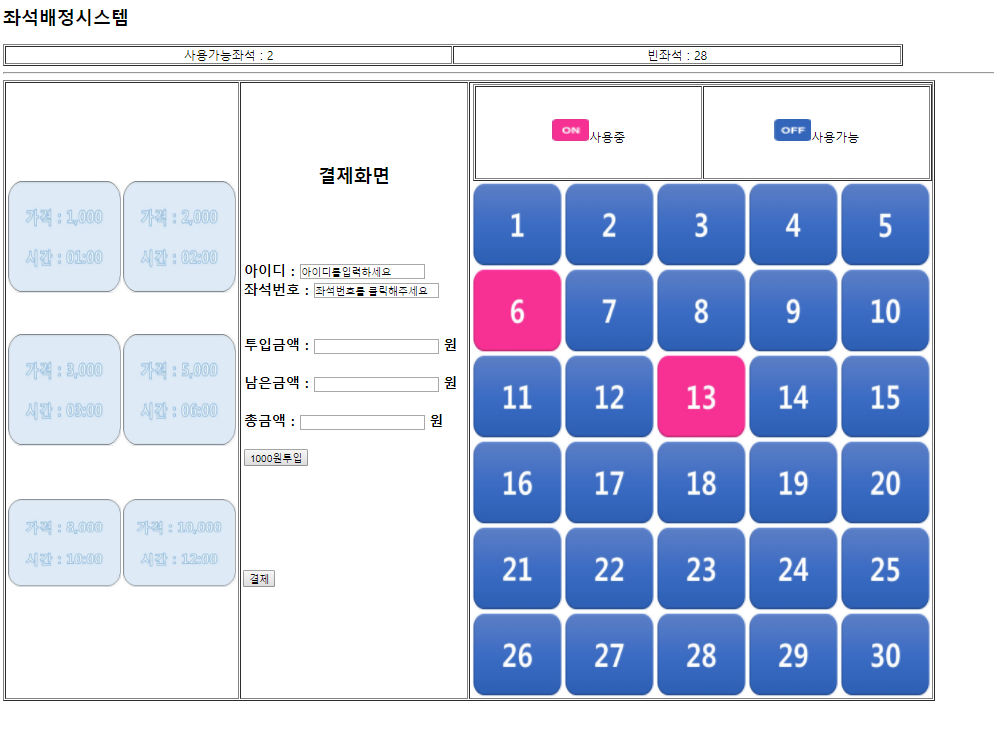 좌석배정시스템
사용가능좌석 : 2
빈좌석 : 28
가격 : 1,000
시간 : 01:00
가격 : 2,000
시간 : 02:00
가격 : 3,000
시간 : 03:00
가격 : 5,000
시간 : 06:00
가격 : 8,000
시간 : 10:00
가격 : 10,000
시간 : 12:00
결제화면
아이디 : 아이디를입력하세요
좌석번호 : 좌석번호를 클릭해주세요
투입금액 : 원
남은금액 : 원
총금액 : 원
1000원투입
결제
ON 사용중
OFF 사용가능
1 2 3 4 5
6 7 8 9 10
11 12 13 14 15
16 17 18 19 20
21 22 23 24 25
26 27 28 29 30